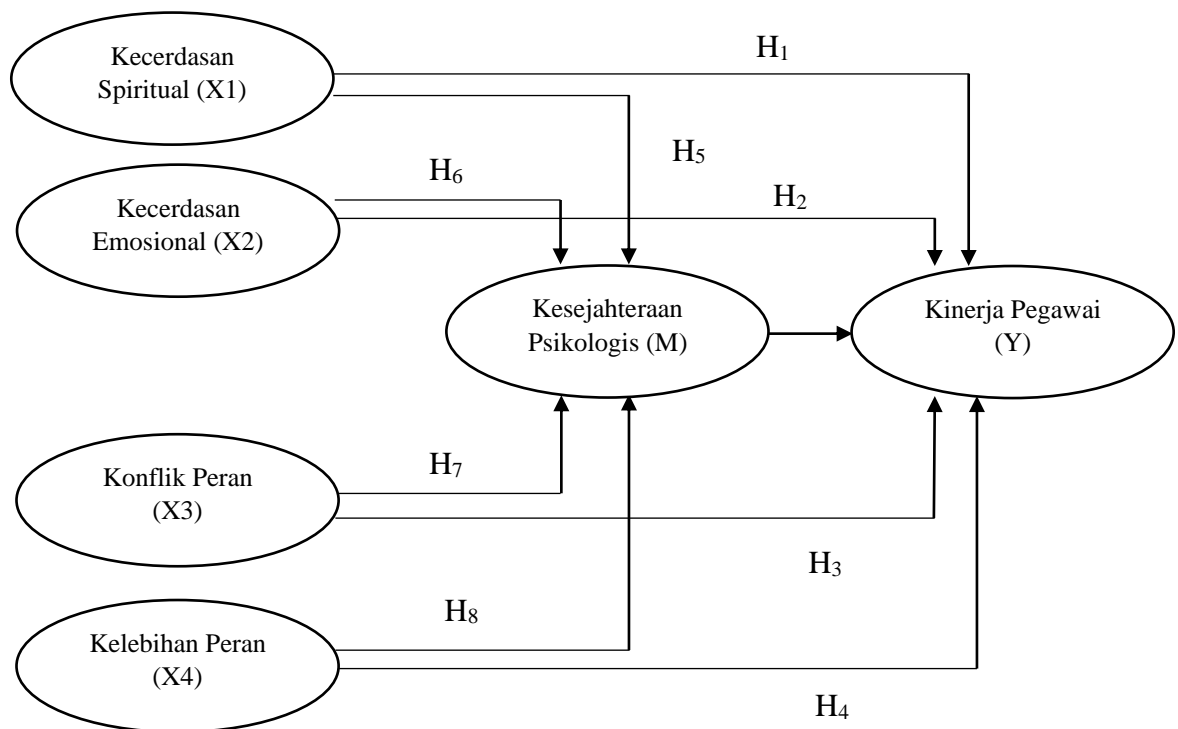 Kecerdasan
Spiritual (X1)
H₁
H₅
Kecerdasan
Emosional (X2)
H₆
H₂
Kesejahteraan
Psikologis (M)
Kinerja Pegawai
(Y)
Konflik Peran
(X3)
H₇
H₃
Kelebihan Peran
(X4)
H₈
H₄